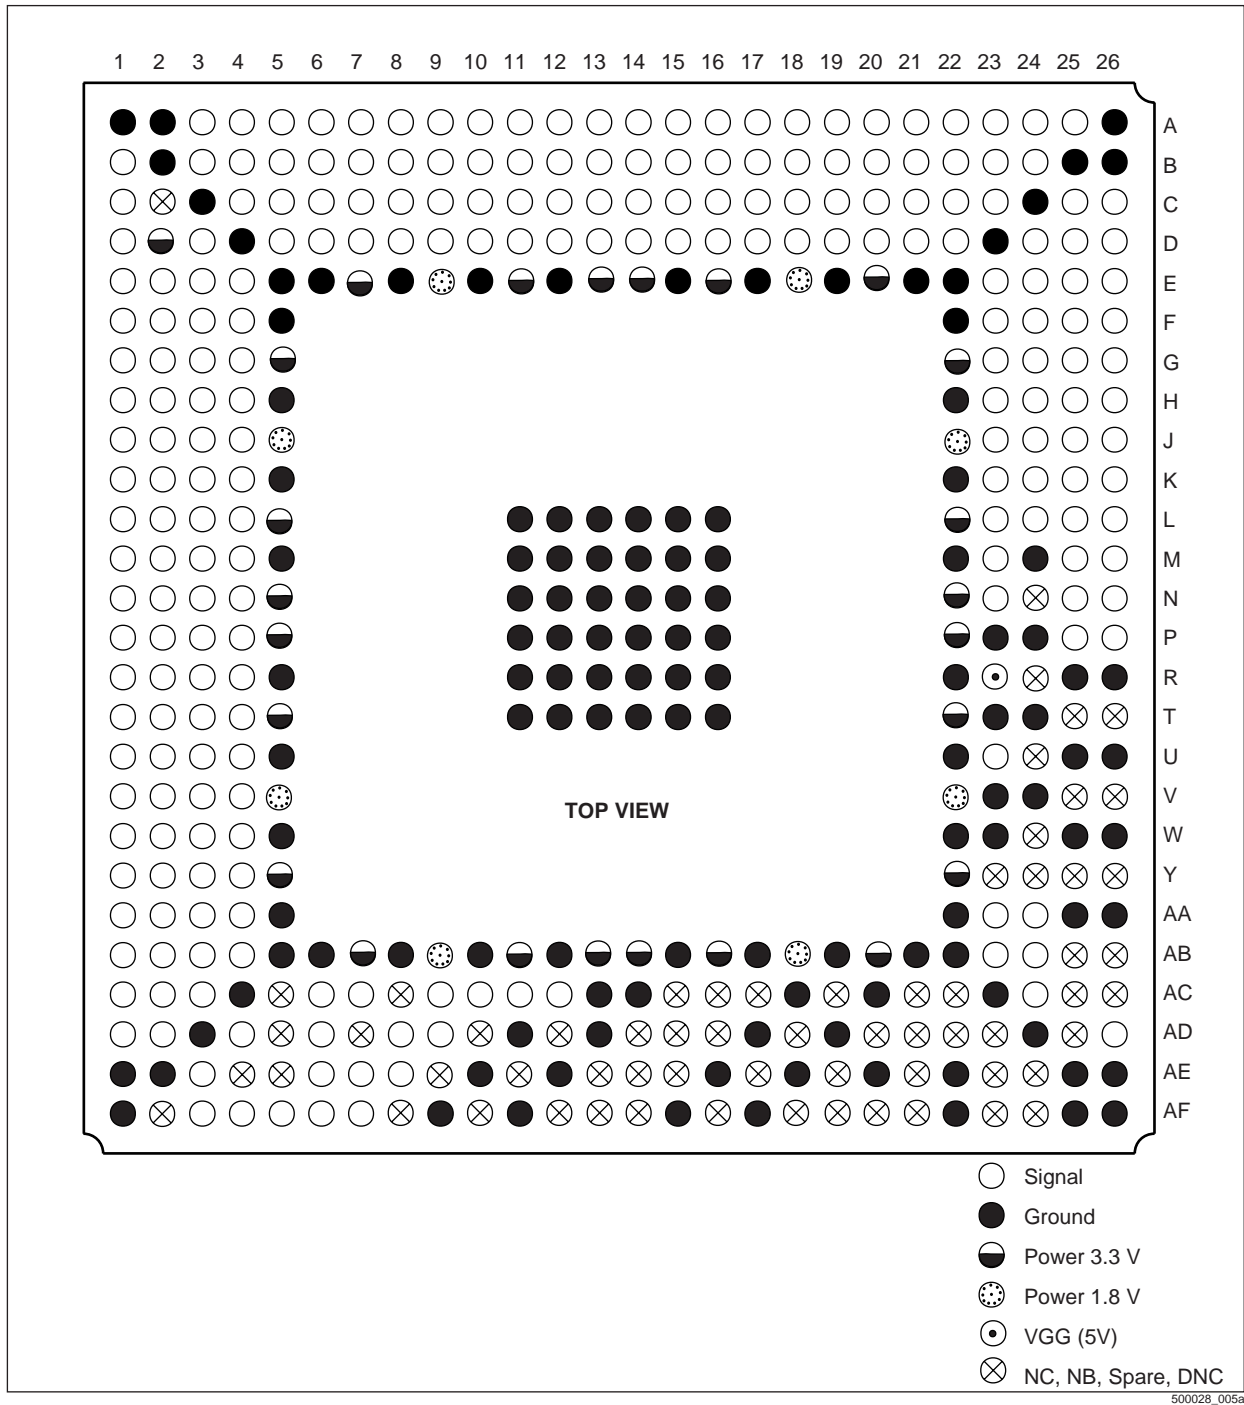 1 2 3 4 5 6 7 8 9 10 11 12 13 14 15 16 17 18 19 20 21 22 23 24 25 26
A
B
C
D
E
F
G
H
J
K
L
M
N
P
R
T
U
V
TOP VIEW
W
Y
AA
AB
AC
AD
AE
AF
Signal
Ground
Power 3.3 V
Power 1.8 V
VGG (5V)
NC, NB, Spare, DNC
500028_005a